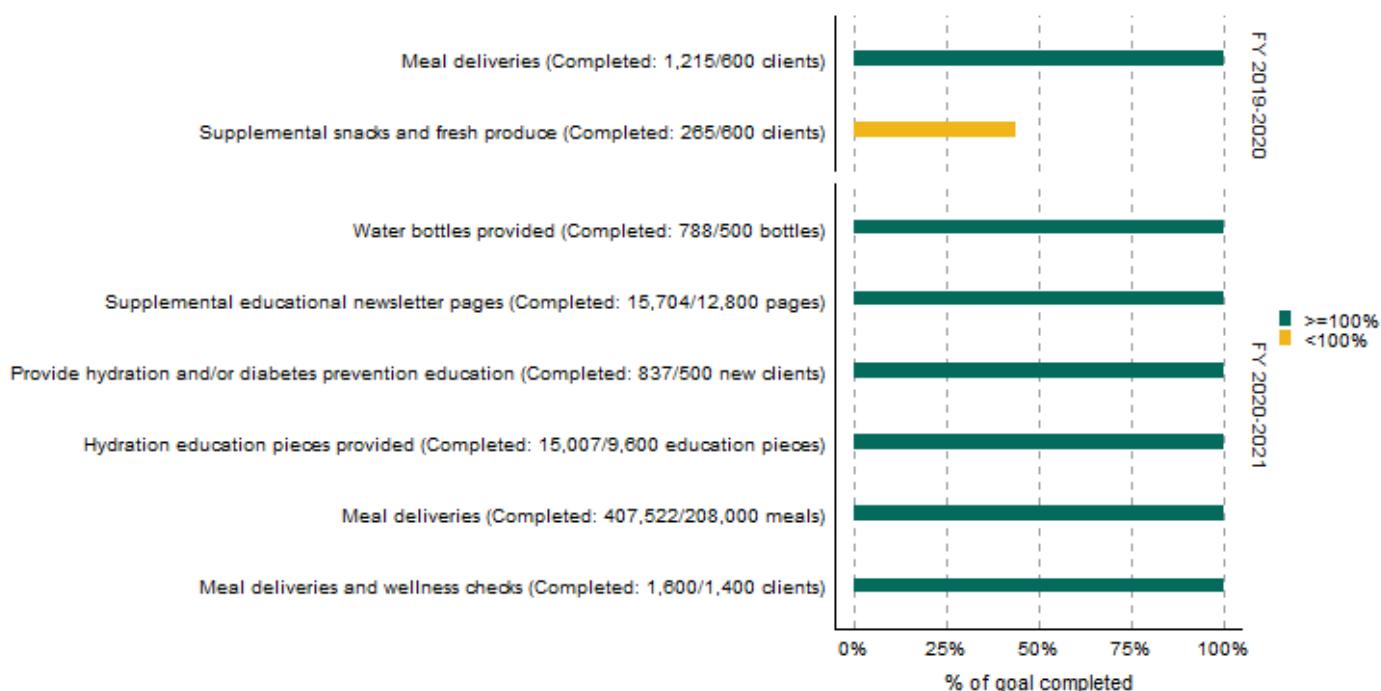 Meal deliveries (Completed: 1,215/600 clients)
Supplemental snacks and fresh produce (Completed: 265/600 clients)
FY 2019-2020
Water bottles provided (Completed: 788/500 bottles)
Supplemental educational newsletter pages (Completed: 15,704/12,800 pages)
Provide hydration and/or diabetes prevention education (Completed: 837/500 new clients)
Hydration education pieces provided (Completed: 15,007/9,600 education pieces)
Meal deliveries (Completed: 407,522/208,000 meals)
Meal deliveries and wellness checks (Completed: 1,600/1,400 clients)
FY 2020-2021
>=100%
<100%
0% 25% 50% 75% 100%
% of goal completed